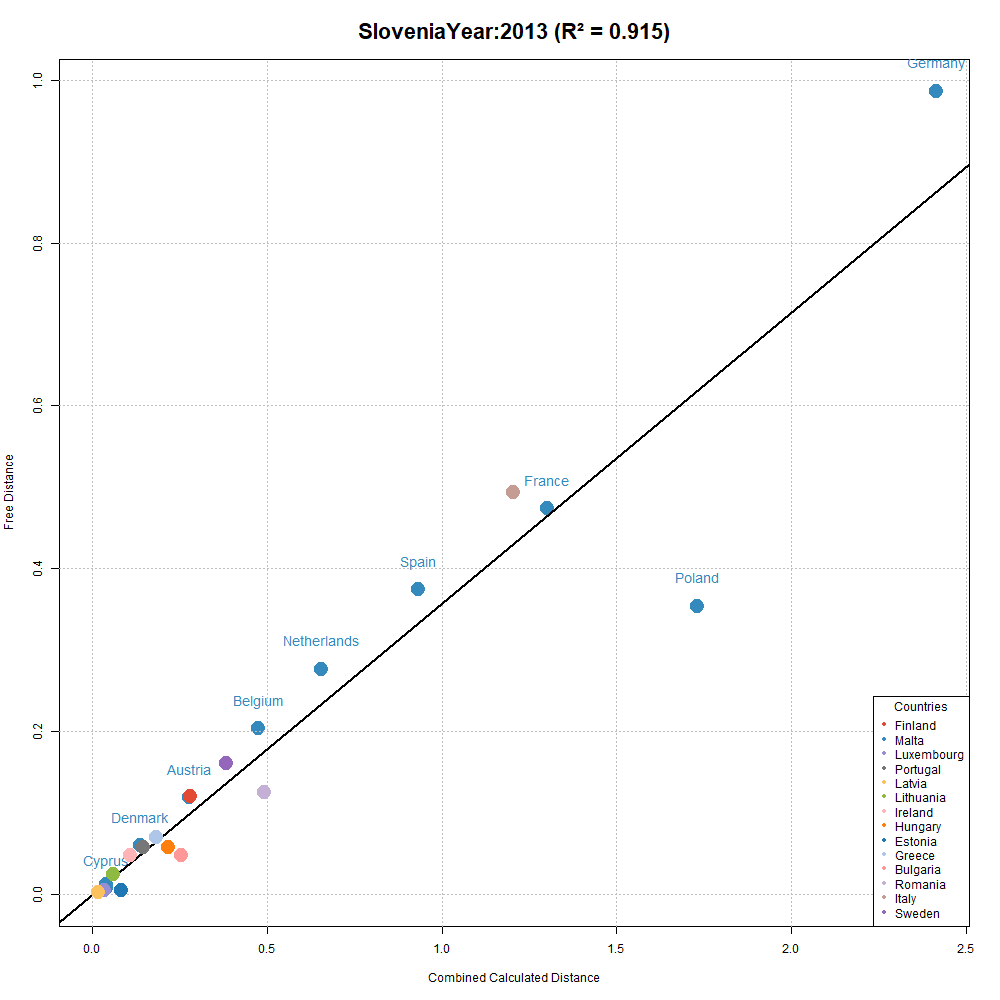 SloveniaYear:2013 (R² = 0.915)
Germany
France
Spain
Poland
Netherlands
Belgium
Austria
Denmark
Cyprus
Free Distance
1.0
0.8
0.6
0.4
0.2
0.0
0.0 0.5 1.0 1.5 2.0 2.5
Combined Calculated Distance
Countries
Finland
Malta
Luxembourg
Portugal
Latvia
Lithuania
Ireland
Hungary
Estonia
Greece
Bulgaria
Romania
Italy
Sweden